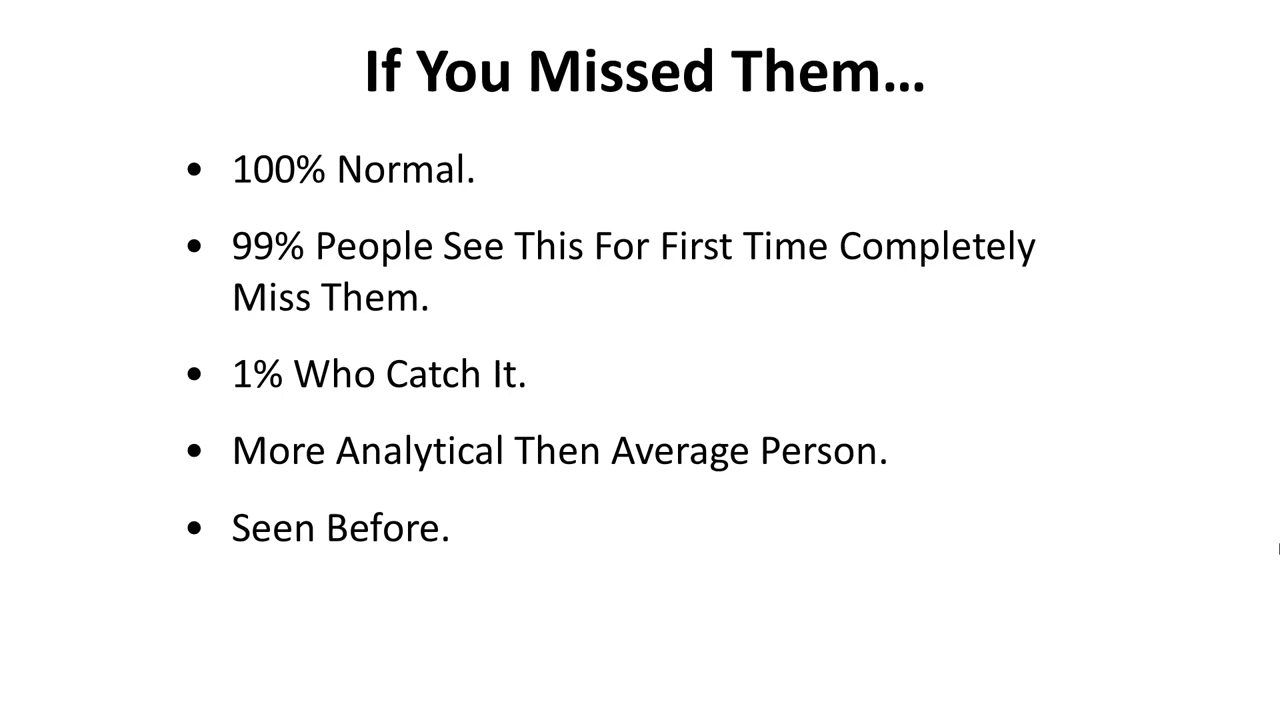 If You Missed Them...
• 100% Normal.
• 99% People See This For First Time Completely
Miss Them.
• 1% Who Catch It.
• More Analytical Then Average Person.
• Seen Before.